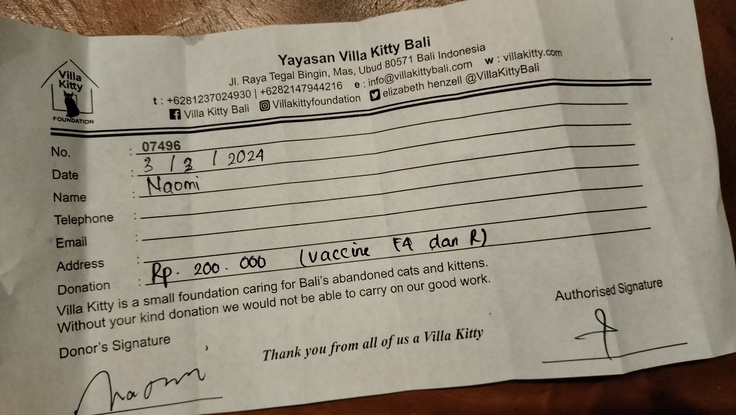 Villa
Kitty
FOUNDATION
Yayasan Villa Kitty Bali
Jl. Raya Tegal Bingin, Mas, Ubud 80571 Bali Indonesia
t : +6281237024930 | +6282147944216 e : info@villakittybali.com w : villakitty.com
Villa Kitty Bali Villakittyfoundation elizabeth henzell @VillaKittyBali
No. : 07496
Date : 3 / 3 / 2024
Name : Naomi
Telephone :
Email :
Address :
Donation : Rp. 200.000 (vaccine F4 dan R)
Villa Kitty is a small foundation caring for Bali's abandoned cats and kittens.
Without your kind donation we would not be able to carry on our good work.
Donor's Signature
Authorised Signature
Thank you from all of us a Villa Kitty
Naomi